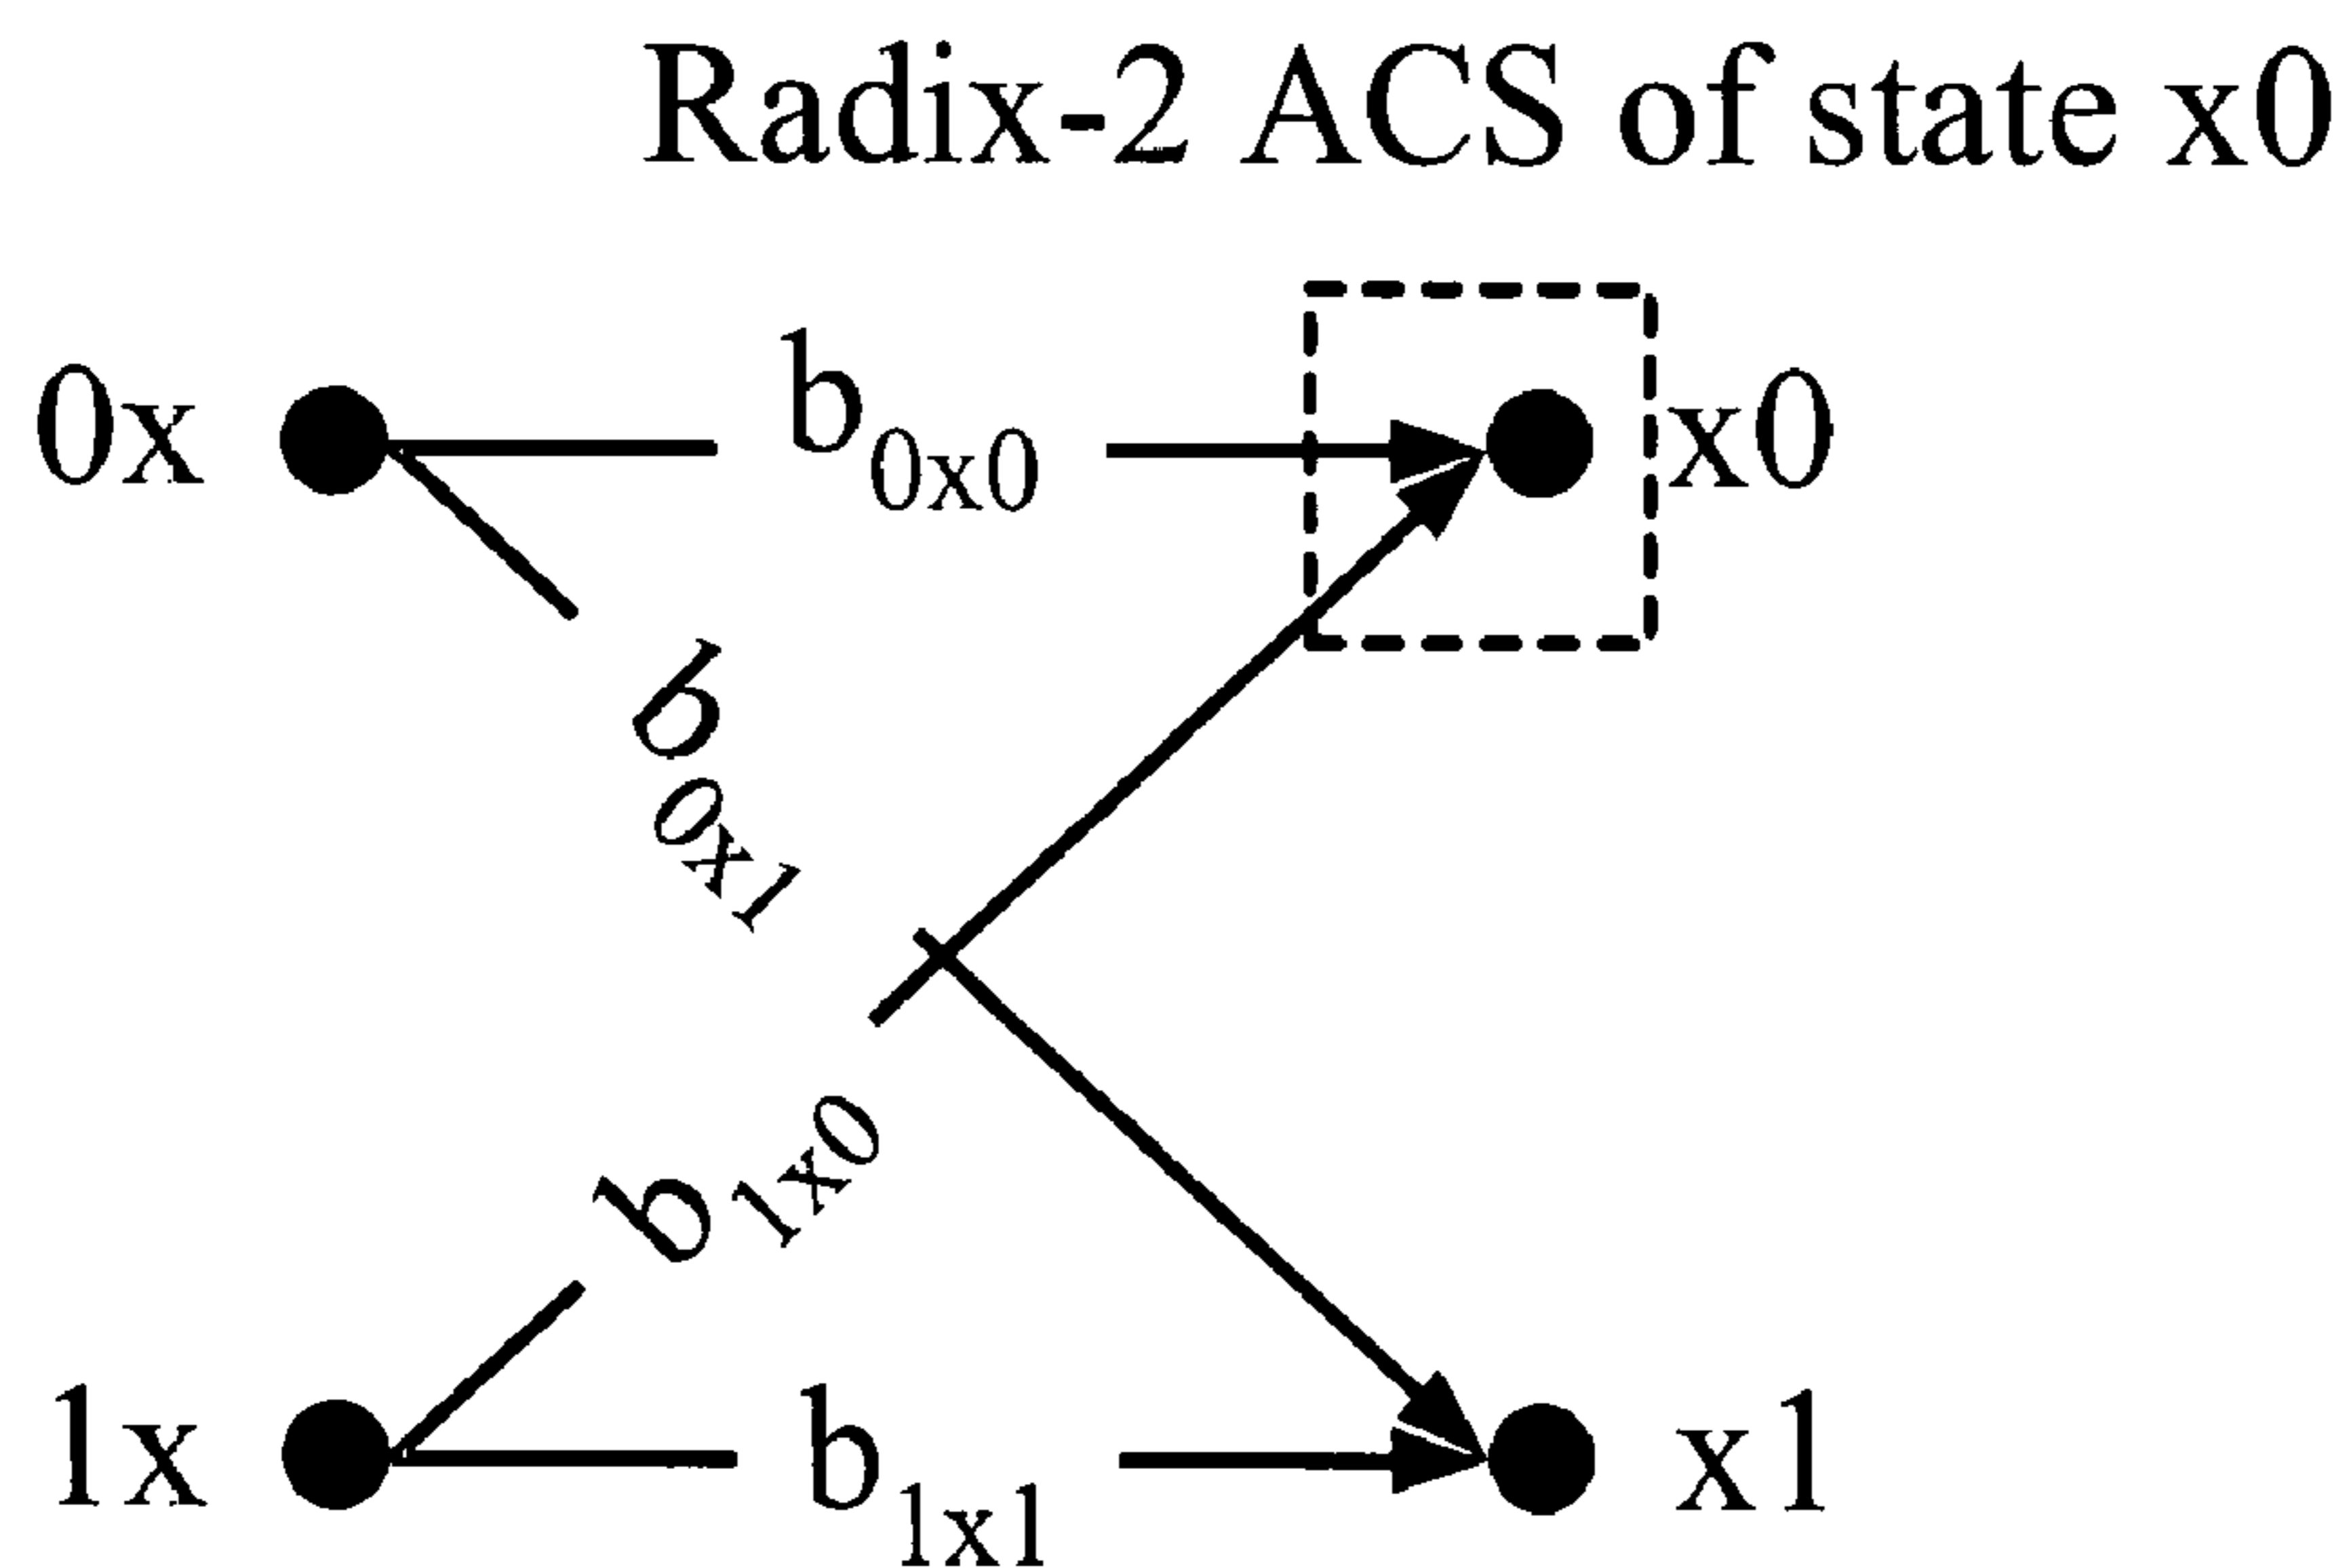 Radix-2 ACS of state x0
0x
b0x0
x0
b0x1
b1x0
1x
b1x1
x1